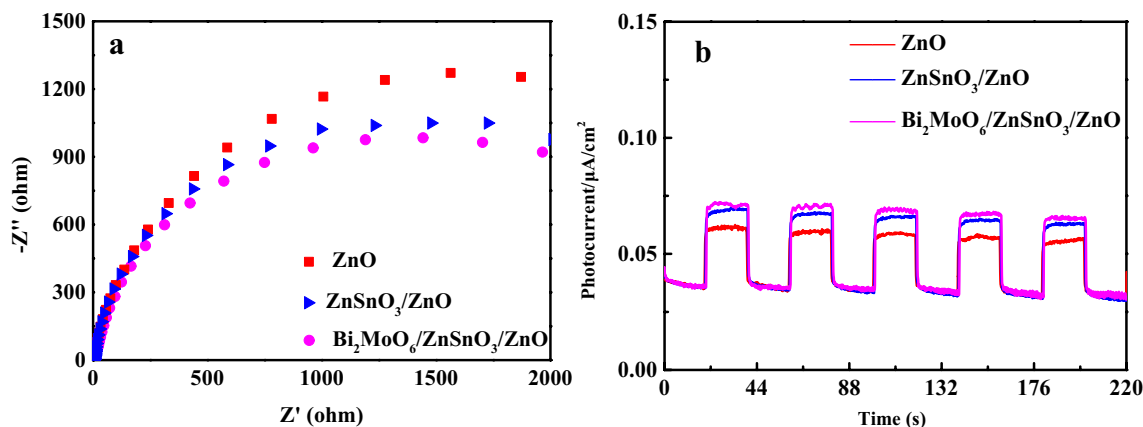 a
1500
1200
900
600
300
0
-Z'' (ohm)
ZnO
ZnSnO₃/ZnO
Bi₂MoO₆/ZnSnO₃/ZnO
0 500 1000 1500 2000
Z' (ohm)
b
0.15
0.10
0.05
0.00
Photocurrent/μA/cm²
ZnO
ZnSnO₃/ZnO
Bi₂MoO₆/ZnSnO₃/ZnO
0 44 88 132 176 220
Time (s)